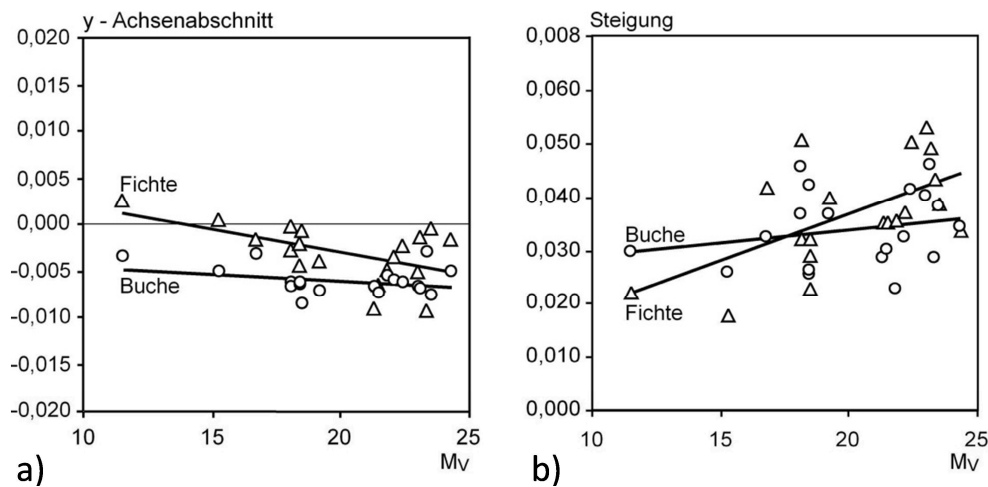 y - Achsenabschnitt
0,020
0,015
0,010
0,005
0,000
-0,005
-0,010
-0,015
-0,020
Fichte
Buche
10 15 20 25
Mv
a)
Steigung
0,008
0,060
0,050
0,040
0,030
0,020
0,030
0,000
Buche
Fichte
10 15 20 25
Mv
b)